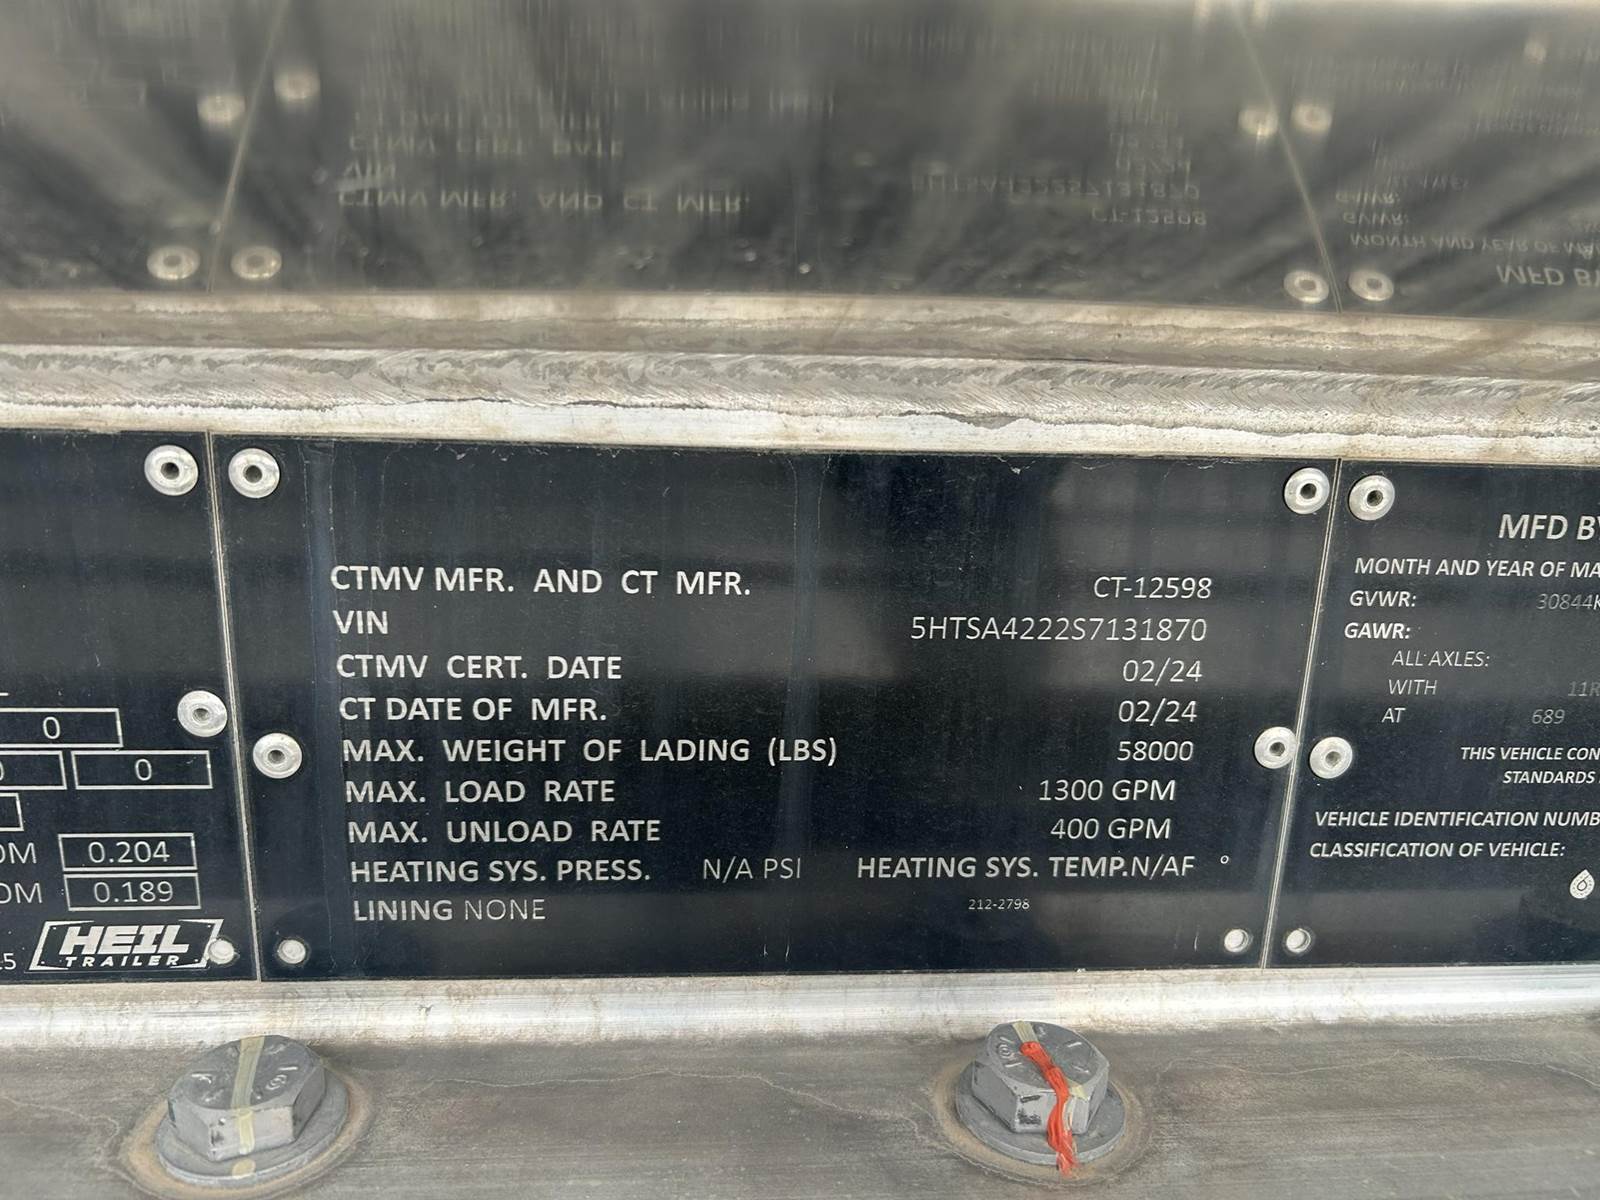 CTMV MFR. AND CT MFR. CT-12598
VIN 5HTSA4222S7131870
CTMV CERT. DATE 02/24
CT DATE OF MFR. 02/24
MAX. WEIGHT OF LADING (LBS) 58000
MAX. LOAD RATE 1300 GPM
MAX. UNLOAD RATE 400 GPM
HEATING SYS. PRESS. N/A PSI HEATING SYS. TEMP.N/AF °
LINING NONE 212-2798
0
0
0.204
0.189
HEIL
TRAILER
MFD BY
MONTH AND YEAR OF MA
GVWR: 30844K
GAWR:
ALL AXLES:
WITH 11R
AT 689
THIS VEHICLE CON
STANDARDS
VEHICLE IDENTIFICATION NUMB
CLASSIFICATION OF VEHICLE: